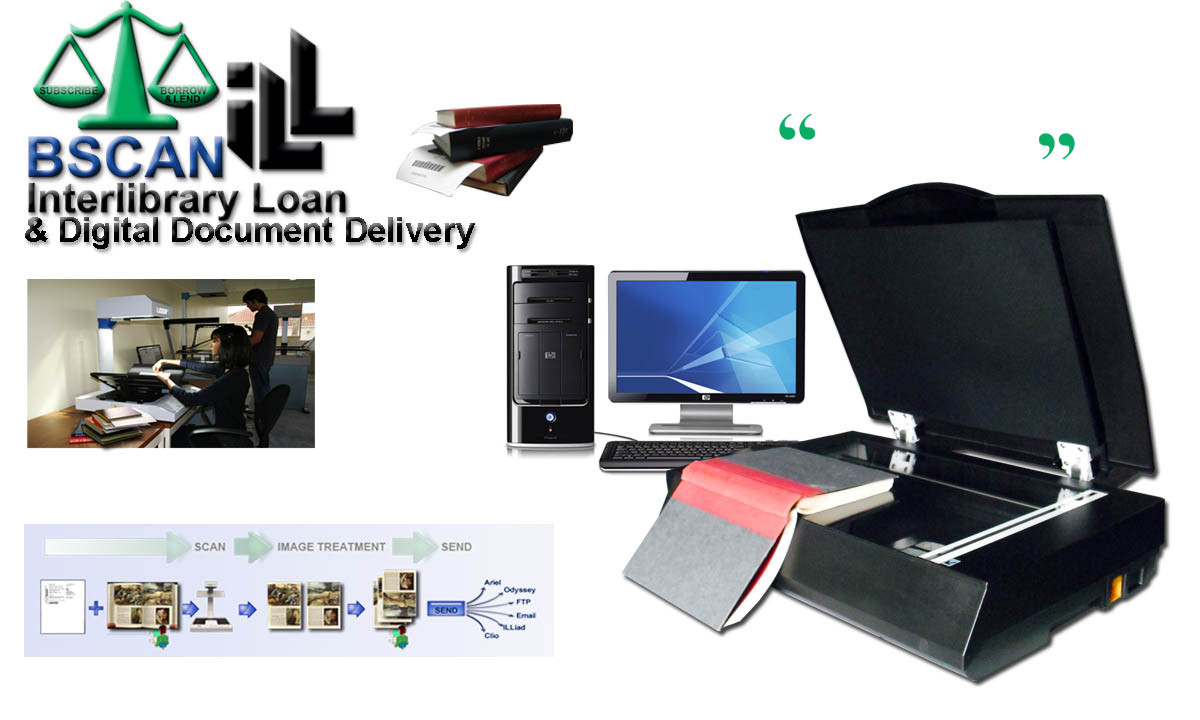 SUBSCRIBE
BORROW
& LEND
BSCAN ILL
Interlibrary Loan
& Digital Document Delivery
“ ”
SCAN
IMAGE TREATMENT
SEND
+
SEND
Ariel
Odyssey
FTP
Email
ILLiad
Clio
hp